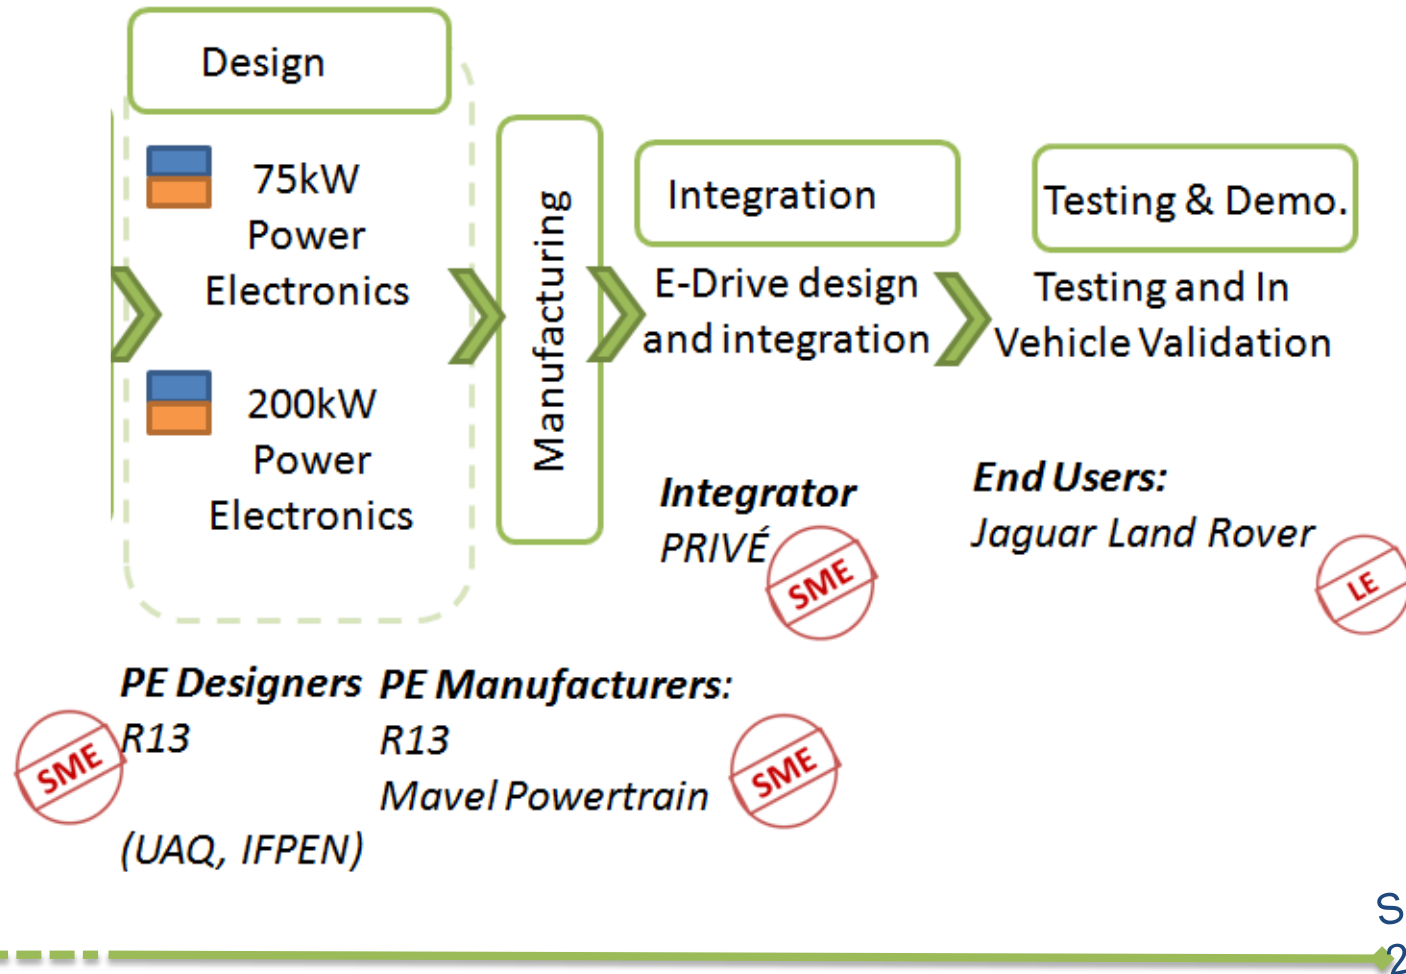 Design
75kW
Power
Electronics
200kW
Power
Electronics
Manufacturing
Integration
E-Drive design
and integration
Testing & Demo.
Testing and In
Vehicle Validation
Integrator
PRIVÉ
SME
End Users:
Jaguar Land Rover
LE
PE Designers
R13
SME
(UAQ, IFPEN)
PE Manufacturers:
R13
Mavel Powertrain
SME
S
2